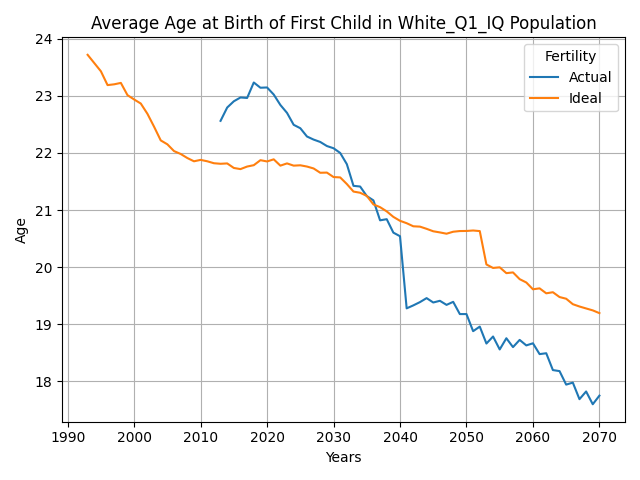 Average Age at Birth of First Child in White_Q1_IQ Population
Fertility
Actual
Ideal
Age
24
23
22
21
20
19
18
1990 2000 2010 2020 2030 2040 2050 2060 2070
Years